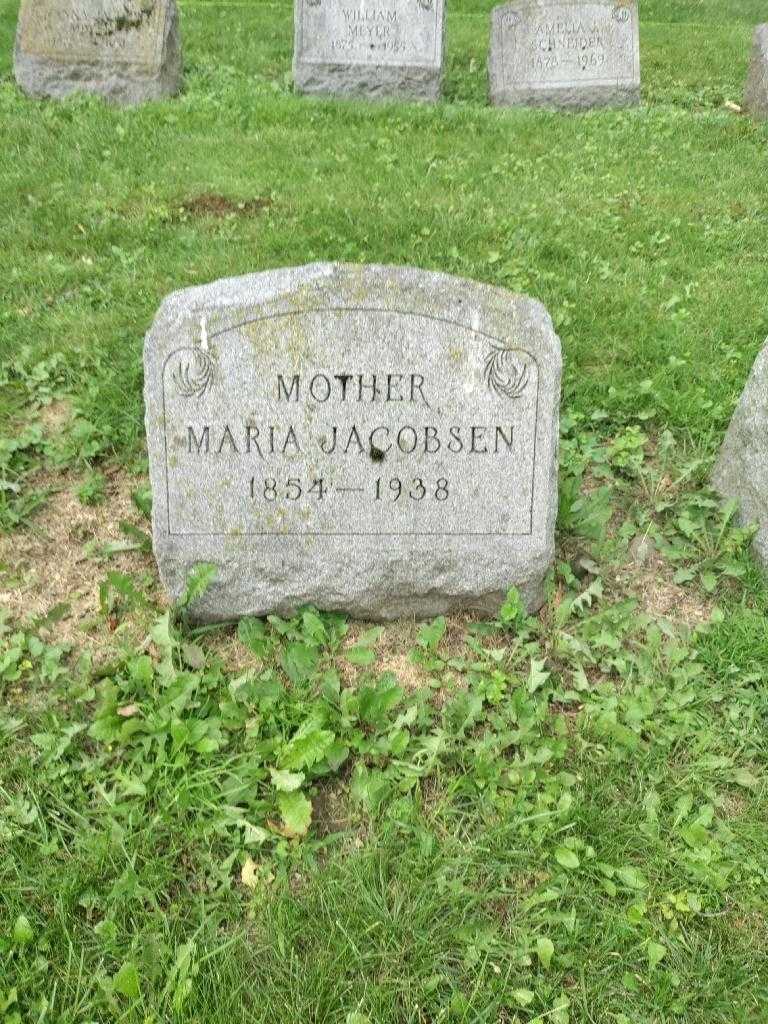 WILLIAM
MEYER
AMELIA
SCHNEIDER
1878—1969
MOTHER
MARIA JACOBSEN
1854—1938